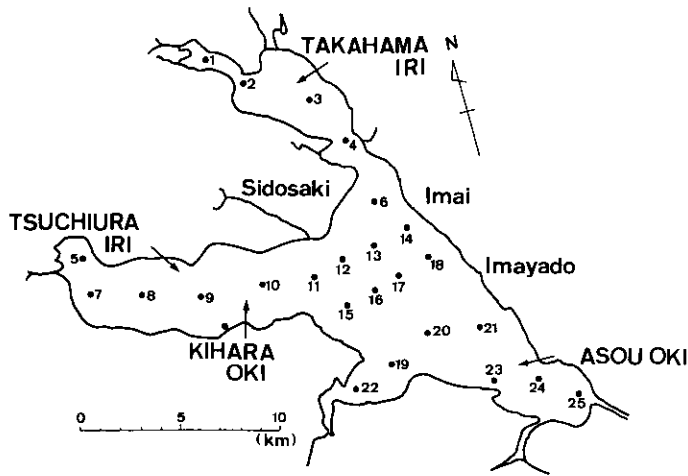 TAKAHAMA
IRI
N
1
2
3
4
Sidosaki
Imai
6
TSUCHIURA
IRI
14
5
13
12
18
Imayado
7
8
9
10
11
16
17
15
20
21
KIHARA
OKI
ASOU OKI
19
23
24
22
25
0 5 10
(km)